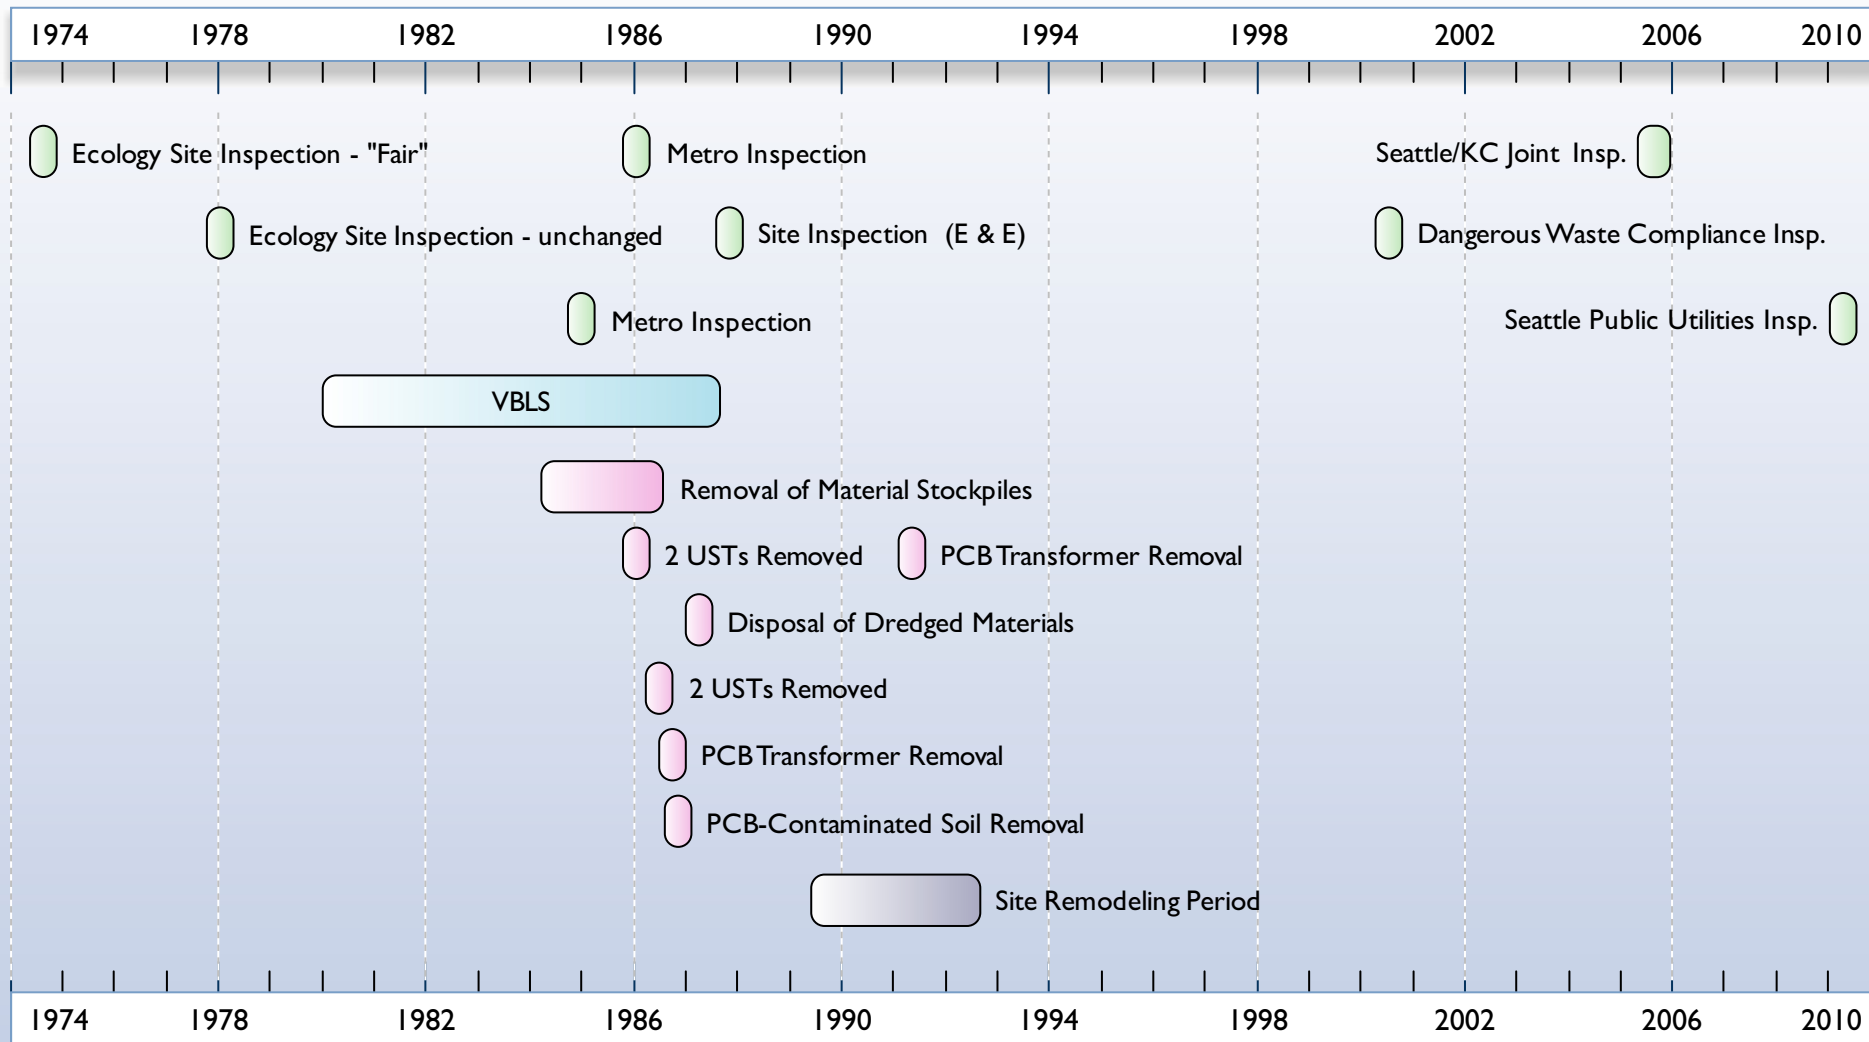 1974 1978 1982 1986 1990 1994 1998 2002 2006 2010
Ecology Site Inspection - "Fair" Metro Inspection Seattle/KC Joint Insp.
Ecology Site Inspection - unchanged Site Inspection (E & E) Dangerous Waste Compliance Insp.
Metro Inspection Seattle Public Utilities Insp.
VBLS
Removal of Material Stockpiles
2 USTs Removed PCB Transformer Removal
Disposal of Dredged Materials
2 USTs Removed
PCB Transformer Removal
PCB-Contaminated Soil Removal
Site Remodeling Period
1974 1978 1982 1986 1990 1994 1998 2002 2006 2010